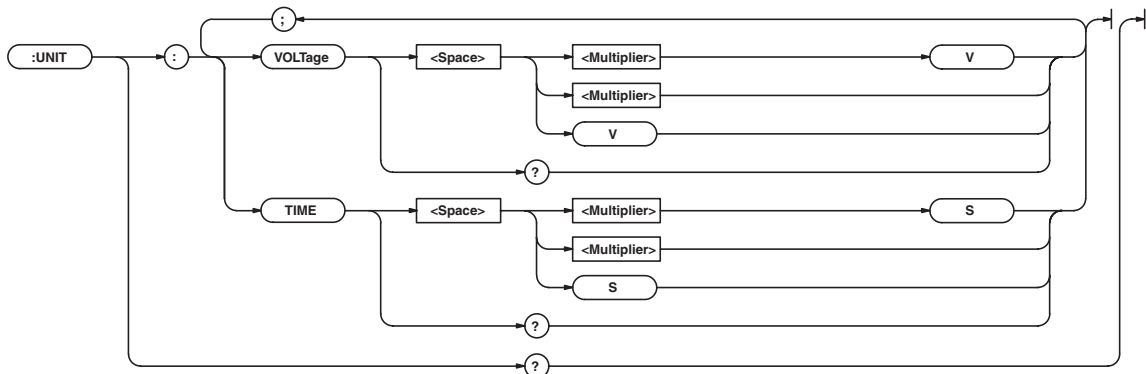 ;
:UNIT : VOLTage <Space> <Multiplier> V
<Multiplier>
V
?
TIME <Space> <Multiplier> S
<Multiplier>
S
?
?